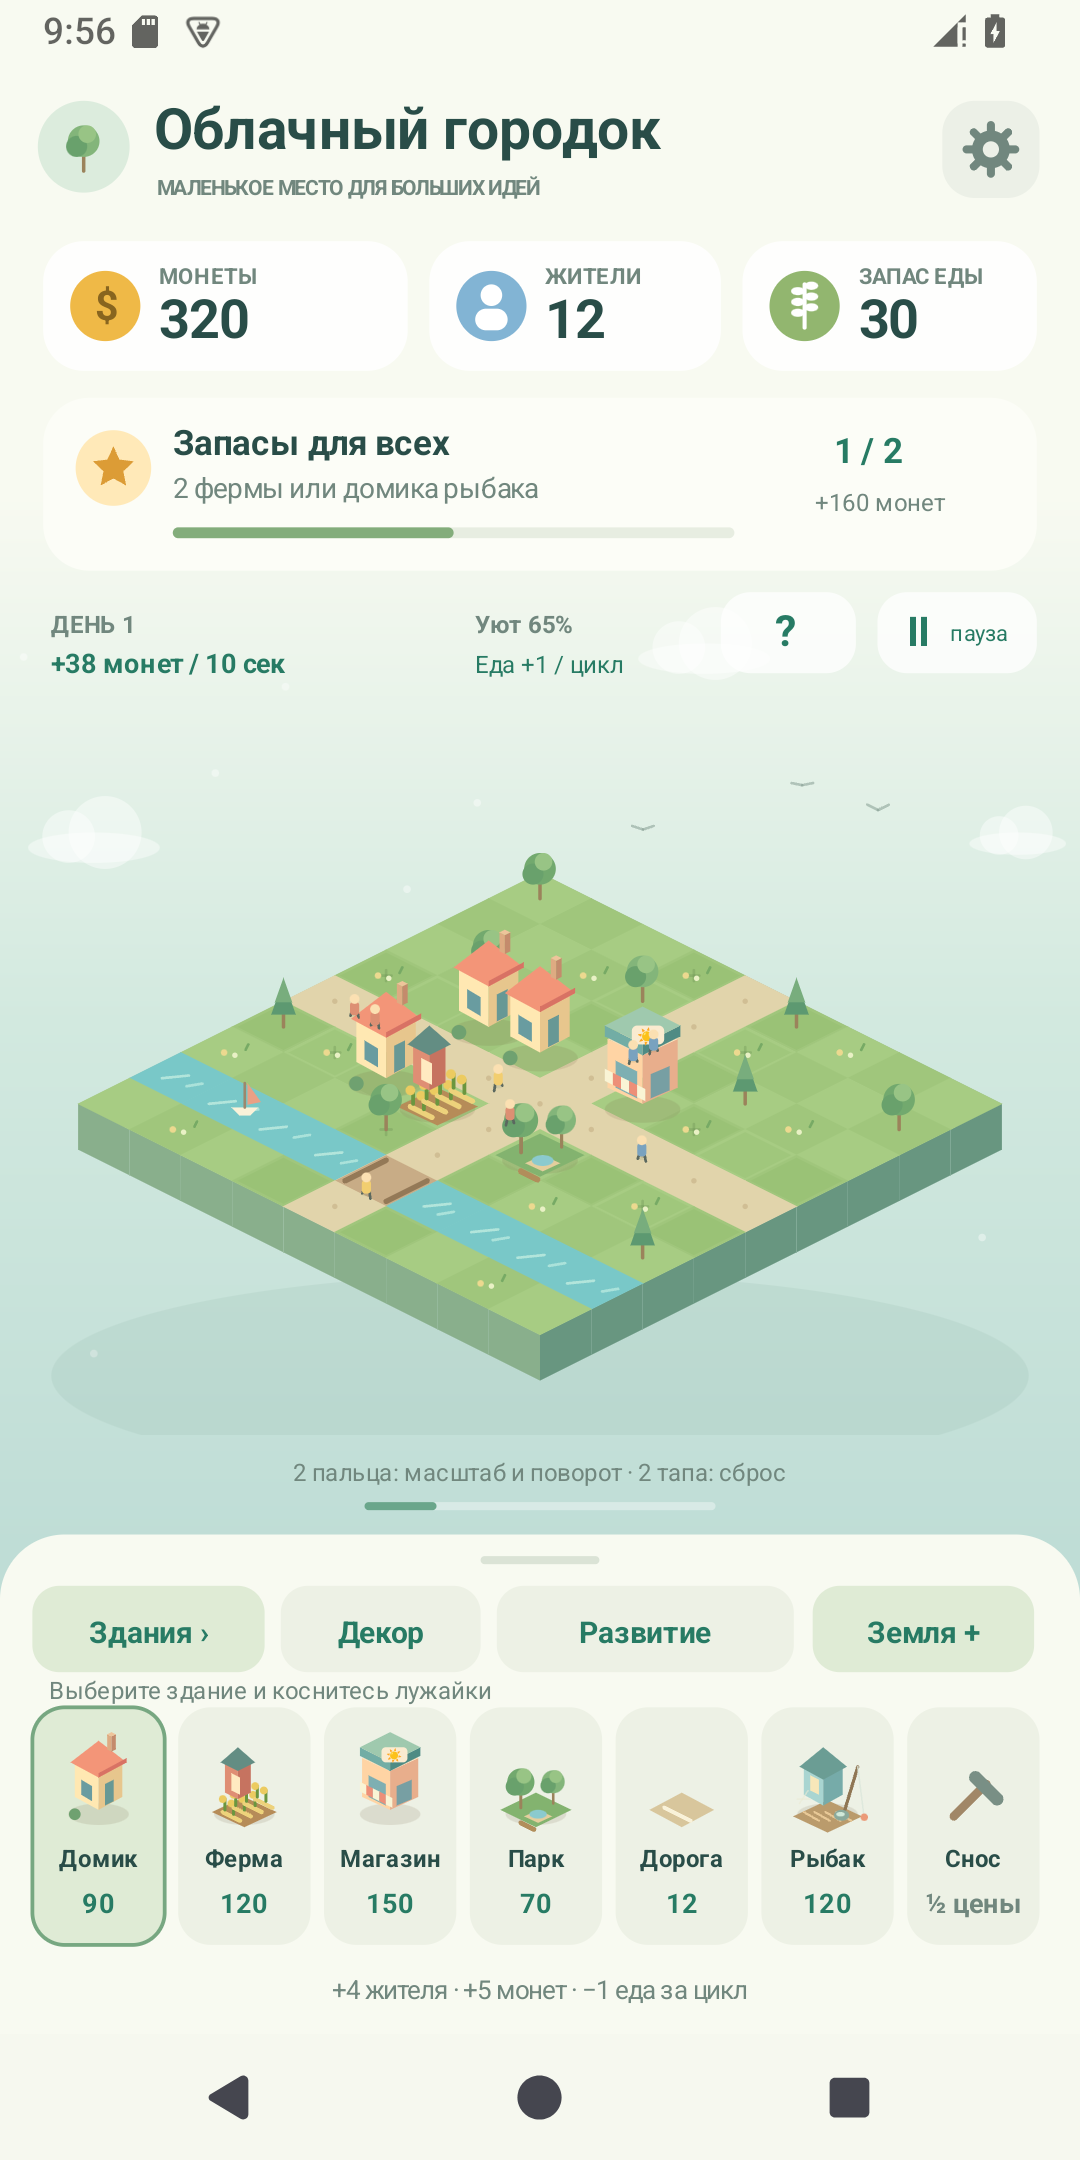 9:56
Облачный городок
МАЛЕНЬКОЕ МЕСТО ДЛЯ БОЛЬШИХ ИДЕЙ
$
МОНЕТЫ
320
ЖИТЕЛИ
12
ЗАПАС ЕДЫ
30
Запасы для всех
2 фермы или домика рыбака
1 / 2
+160 монет
ДЕНЬ 1
+38 монет / 10 сек
Уют 65%
Еда +1 / цикл
?
пауза
2 пальца: масштаб и поворот · 2 тапа: сброс
Здания ›
Декор
Развитие
Земля +
Выберите здание и коснитесь лужайки
Домик
90
Ферма
120
Магазин
150
Парк
70
Дорога
12
Рыбак
120
Снос
½ цены
+4 жителя · +5 монет · −1 еда за цикл